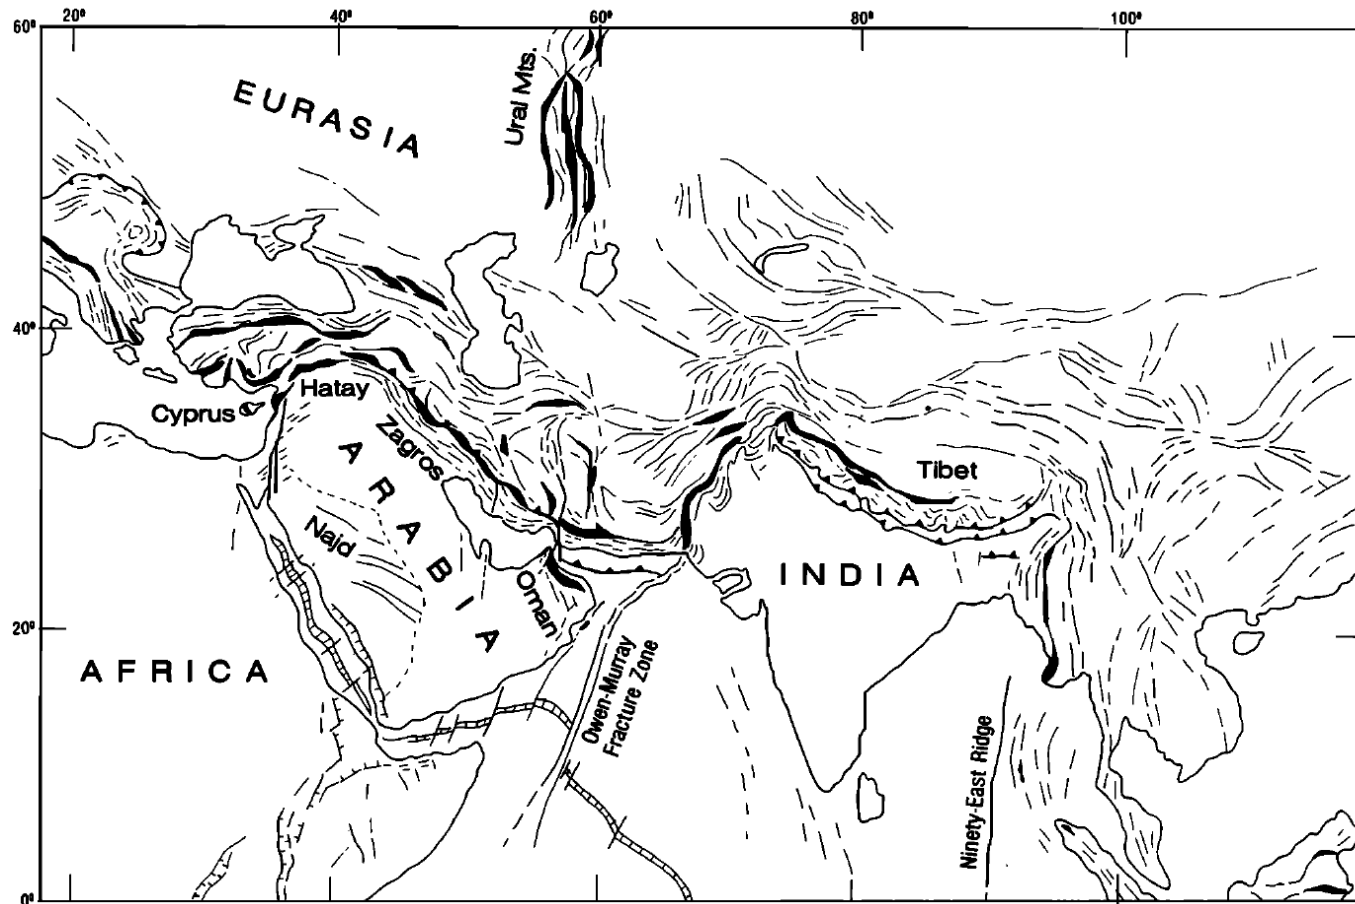 20° 40° 60° 80° 100°
60°
EURASIA
Ural Mts.
40°
Hatay
Cyprus
Zagros
ARABIA
Tibet
Najd
Oman
INDIA
20°
AFRICA
Owen-Murray
Fracture Zone
Ninety-East Ridge
0°